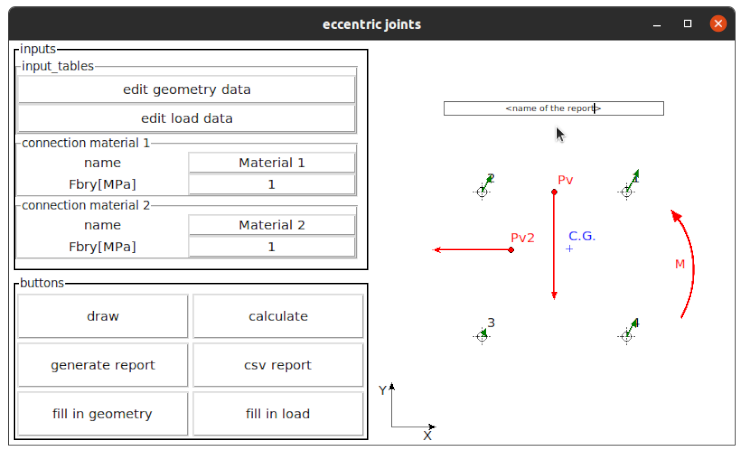 eccentric joints
inputs
input_tables
edit geometry data
edit load data
connection material 1
name Material 1
Fbry[MPa] 1
connection material 2
name Material 2
Fbry[MPa] 1
buttons
draw calculate
generate report csv report
fill in geometry fill in load
<name of the report>
2 Pv 1
Pv2 C.G.
M
3 4
Y
X